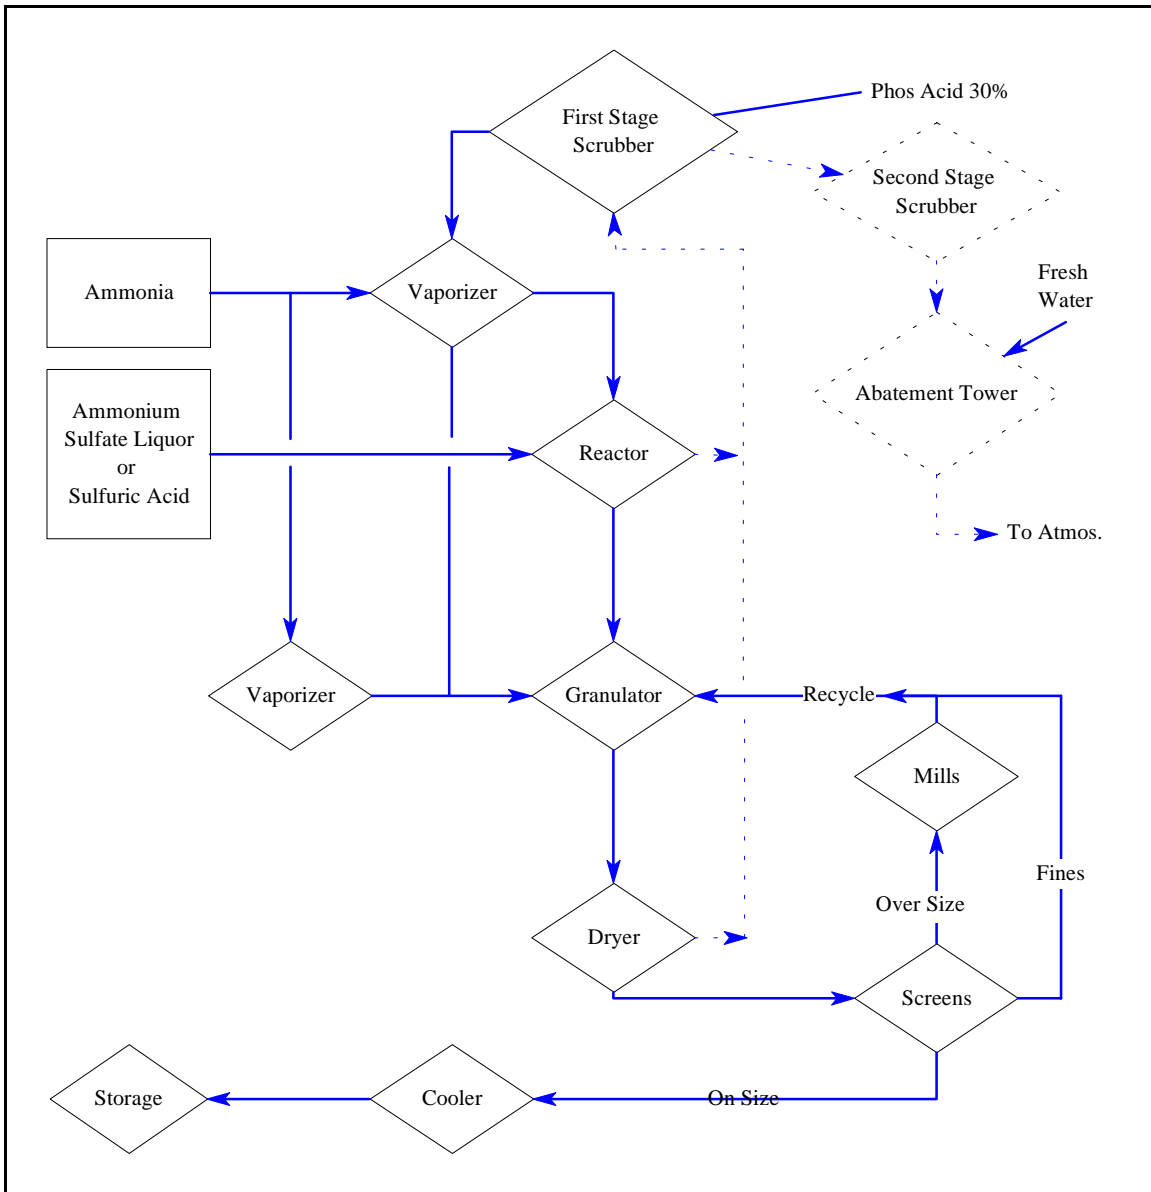 Phos Acid 30%
First Stage
Scrubber
Second Stage
Scrubber
Fresh
Water
Ammonia
Vaporizer
Abatement Tower
Ammonium
Sulfate Liquor
or
Sulfuric Acid
Reactor
To Atmos.
Vaporizer
Granulator
Recycle
Mills
Fines
Over Size
Dryer
Screens
Storage
Cooler
On Size